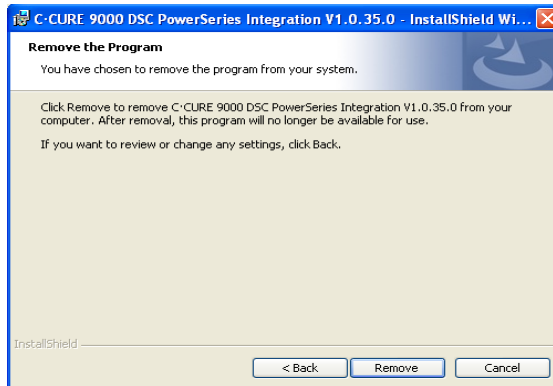 C·CURE 9000 DSC PowerSeries Integration V1.0.35.0 - InstallShield Wi...
Remove the Program
You have chosen to remove the program from your system.
Click Remove to remove C·CURE 9000 DSC PowerSeries Integration V1.0.35.0 from your
computer. After removal, this program will no longer be available for use.
If you want to review or change any settings, click Back.
InstallShield
< Back Remove Cancel